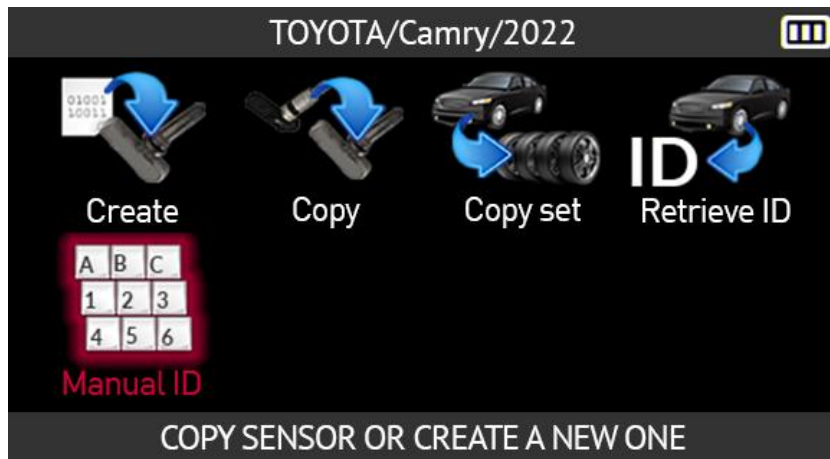 TOYOTA/Camry/2022
01001
10011
Create
Copy
Copy set
ID
Retrieve ID
A B C
1 2 3
4 5 6
Manual ID
COPY SENSOR OR CREATE A NEW ONE